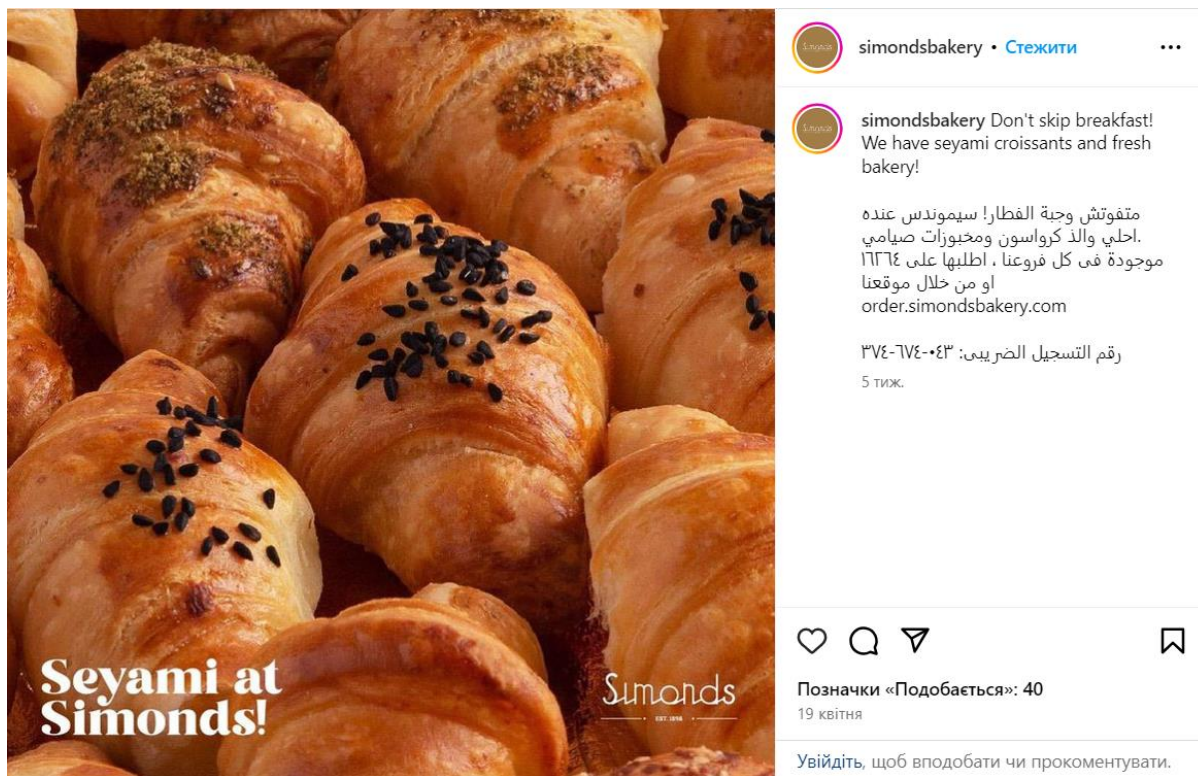 Seyami at
Simonds!
Simonds
EST. 1898
simondsbakery • Стежити
simondsbakery Don't skip breakfast!
We have seyami croissants and fresh
bakery!
متفوتش وجبة الفطار! سيموندس عنده
احلي والذ كرواسون ومخبوزات صيامي.
موجودة فى كل فروعنا ، اطلبها على ١٦٢٦٤
او من خلال موقعنا
order.simondsbakery.com
رقم التسجيل الضريبى: ٠٤٣-٦٧٤-٣٧٤
5 тиж.
Позначки «Подобається»: 40
19 квітня
Увійдіть, щоб вподобати чи прокоментувати.